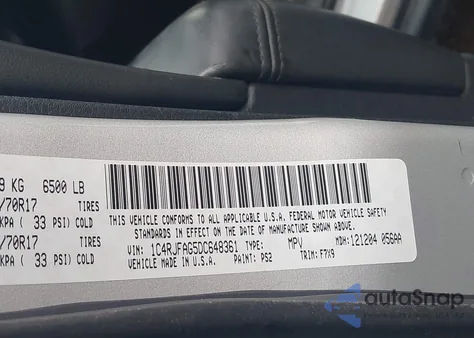 9 KG 6500 LB
/70R17 TIRES
KPA ( 33 PSI) COLD
/70R17 TIRES
KPA ( 33 PSI) COLD
THIS VEHICLE CONFORMS TO ALL APPLICABLE U.S.A. FEDERAL MOTOR VEHICLE SAFETY
STANDARDS IN EFFECT ON THE DATE OF MANUFACTURE SHOWN ABOVE.
VIN: 1C4RJFAG5DC648361 TYPE: MPV MDH: 121204 056AA
VEHICLE MADE IN U.S.A. PAINT: PS2 TRIM: F7X9
autoSnap